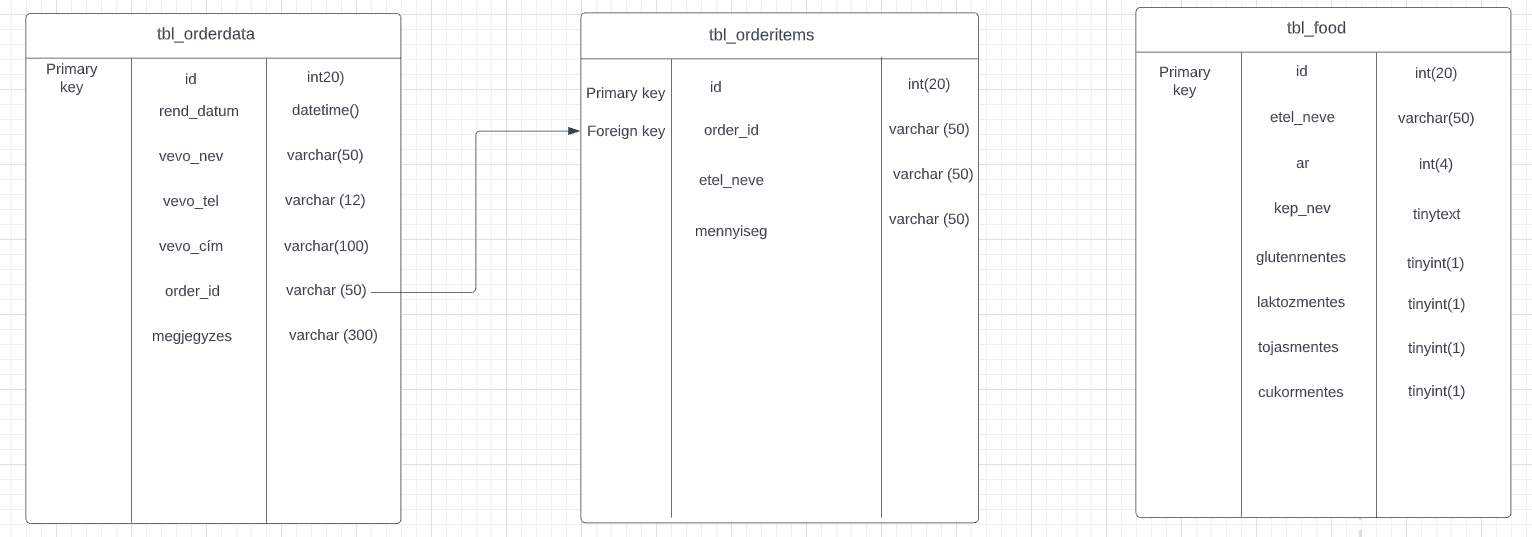 tbl_orderdata
Primary key
id
int20)
rend_datum
datetime()
vevo_nev
varchar(50)
vevo_tel
varchar (12)
vevo_cím
varchar(100)
order_id
varchar (50)
megjegyzes
varchar (300)
tbl_orderitems
Primary key
id
int(20)
Foreign key
order_id
varchar (50)
etel_neve
varchar (50)
mennyiseg
varchar (50)
tbl_food
Primary
key
id
int(20)
etel_neve
varchar(50)
ar
int(4)
kep_nev
tinytext
glutenmentes
tinyint(1)
laktozmentes
tinyint(1)
tojasmentes
tinyint(1)
cukormentes
tinyint(1)